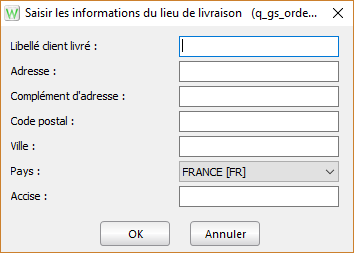 Saisir les informations du lieu de livraison (q_gs_orde...
Libellé client livré :
Adresse :
Complément d'adresse :
Code postal :
Ville :
Pays : FRANCE [FR]
Accise :
OK Annuler